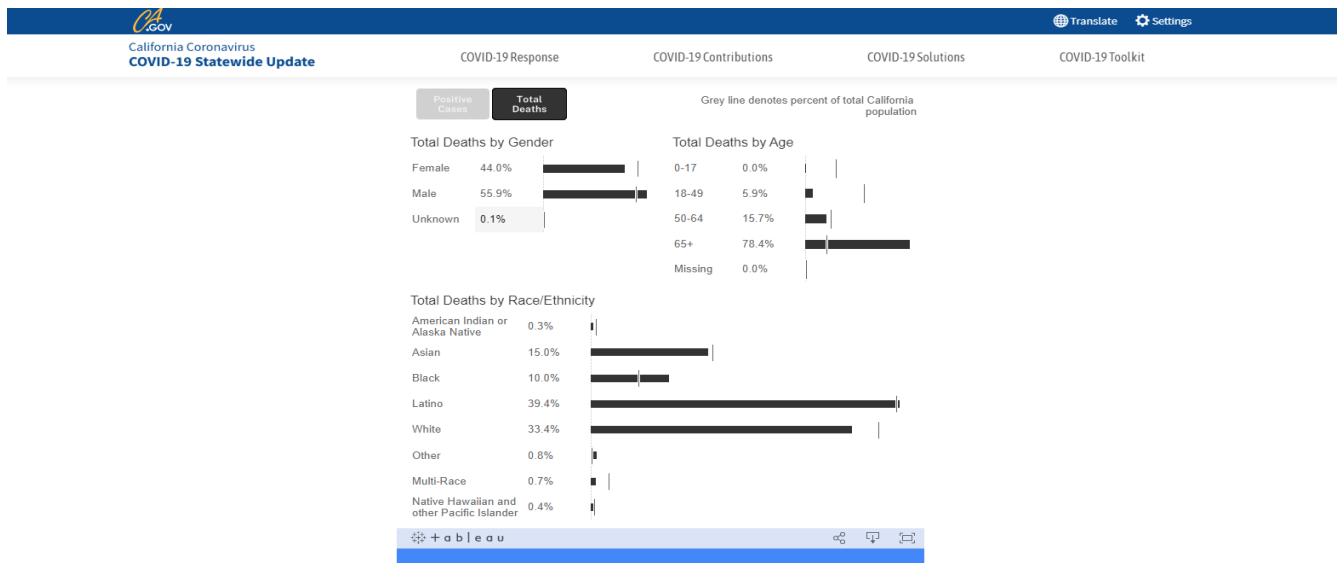 CA.GOV
Translate Settings
California Coronavirus
COVID-19 Statewide Update
COVID-19 Response COVID-19 Contributions COVID-19 Solutions COVID-19 Toolkit
Positive
Cases
Total
Deaths
Grey line denotes percent of total California
population
Total Deaths by Gender
Female 44.0%
Male 55.9%
Unknown 0.1%
Total Deaths by Age
0-17 0.0%
18-49 5.9%
50-64 15.7%
65+ 78.4%
Missing 0.0%
Total Deaths by Race/Ethnicity
American Indian or
Alaska Native 0.3%
Asian 15.0%
Black 10.0%
Latino 39.4%
White 33.4%
Other 0.8%
Multi-Race 0.7%
Native Hawaiian and
other Pacific Islander 0.4%
+ a b l e a u